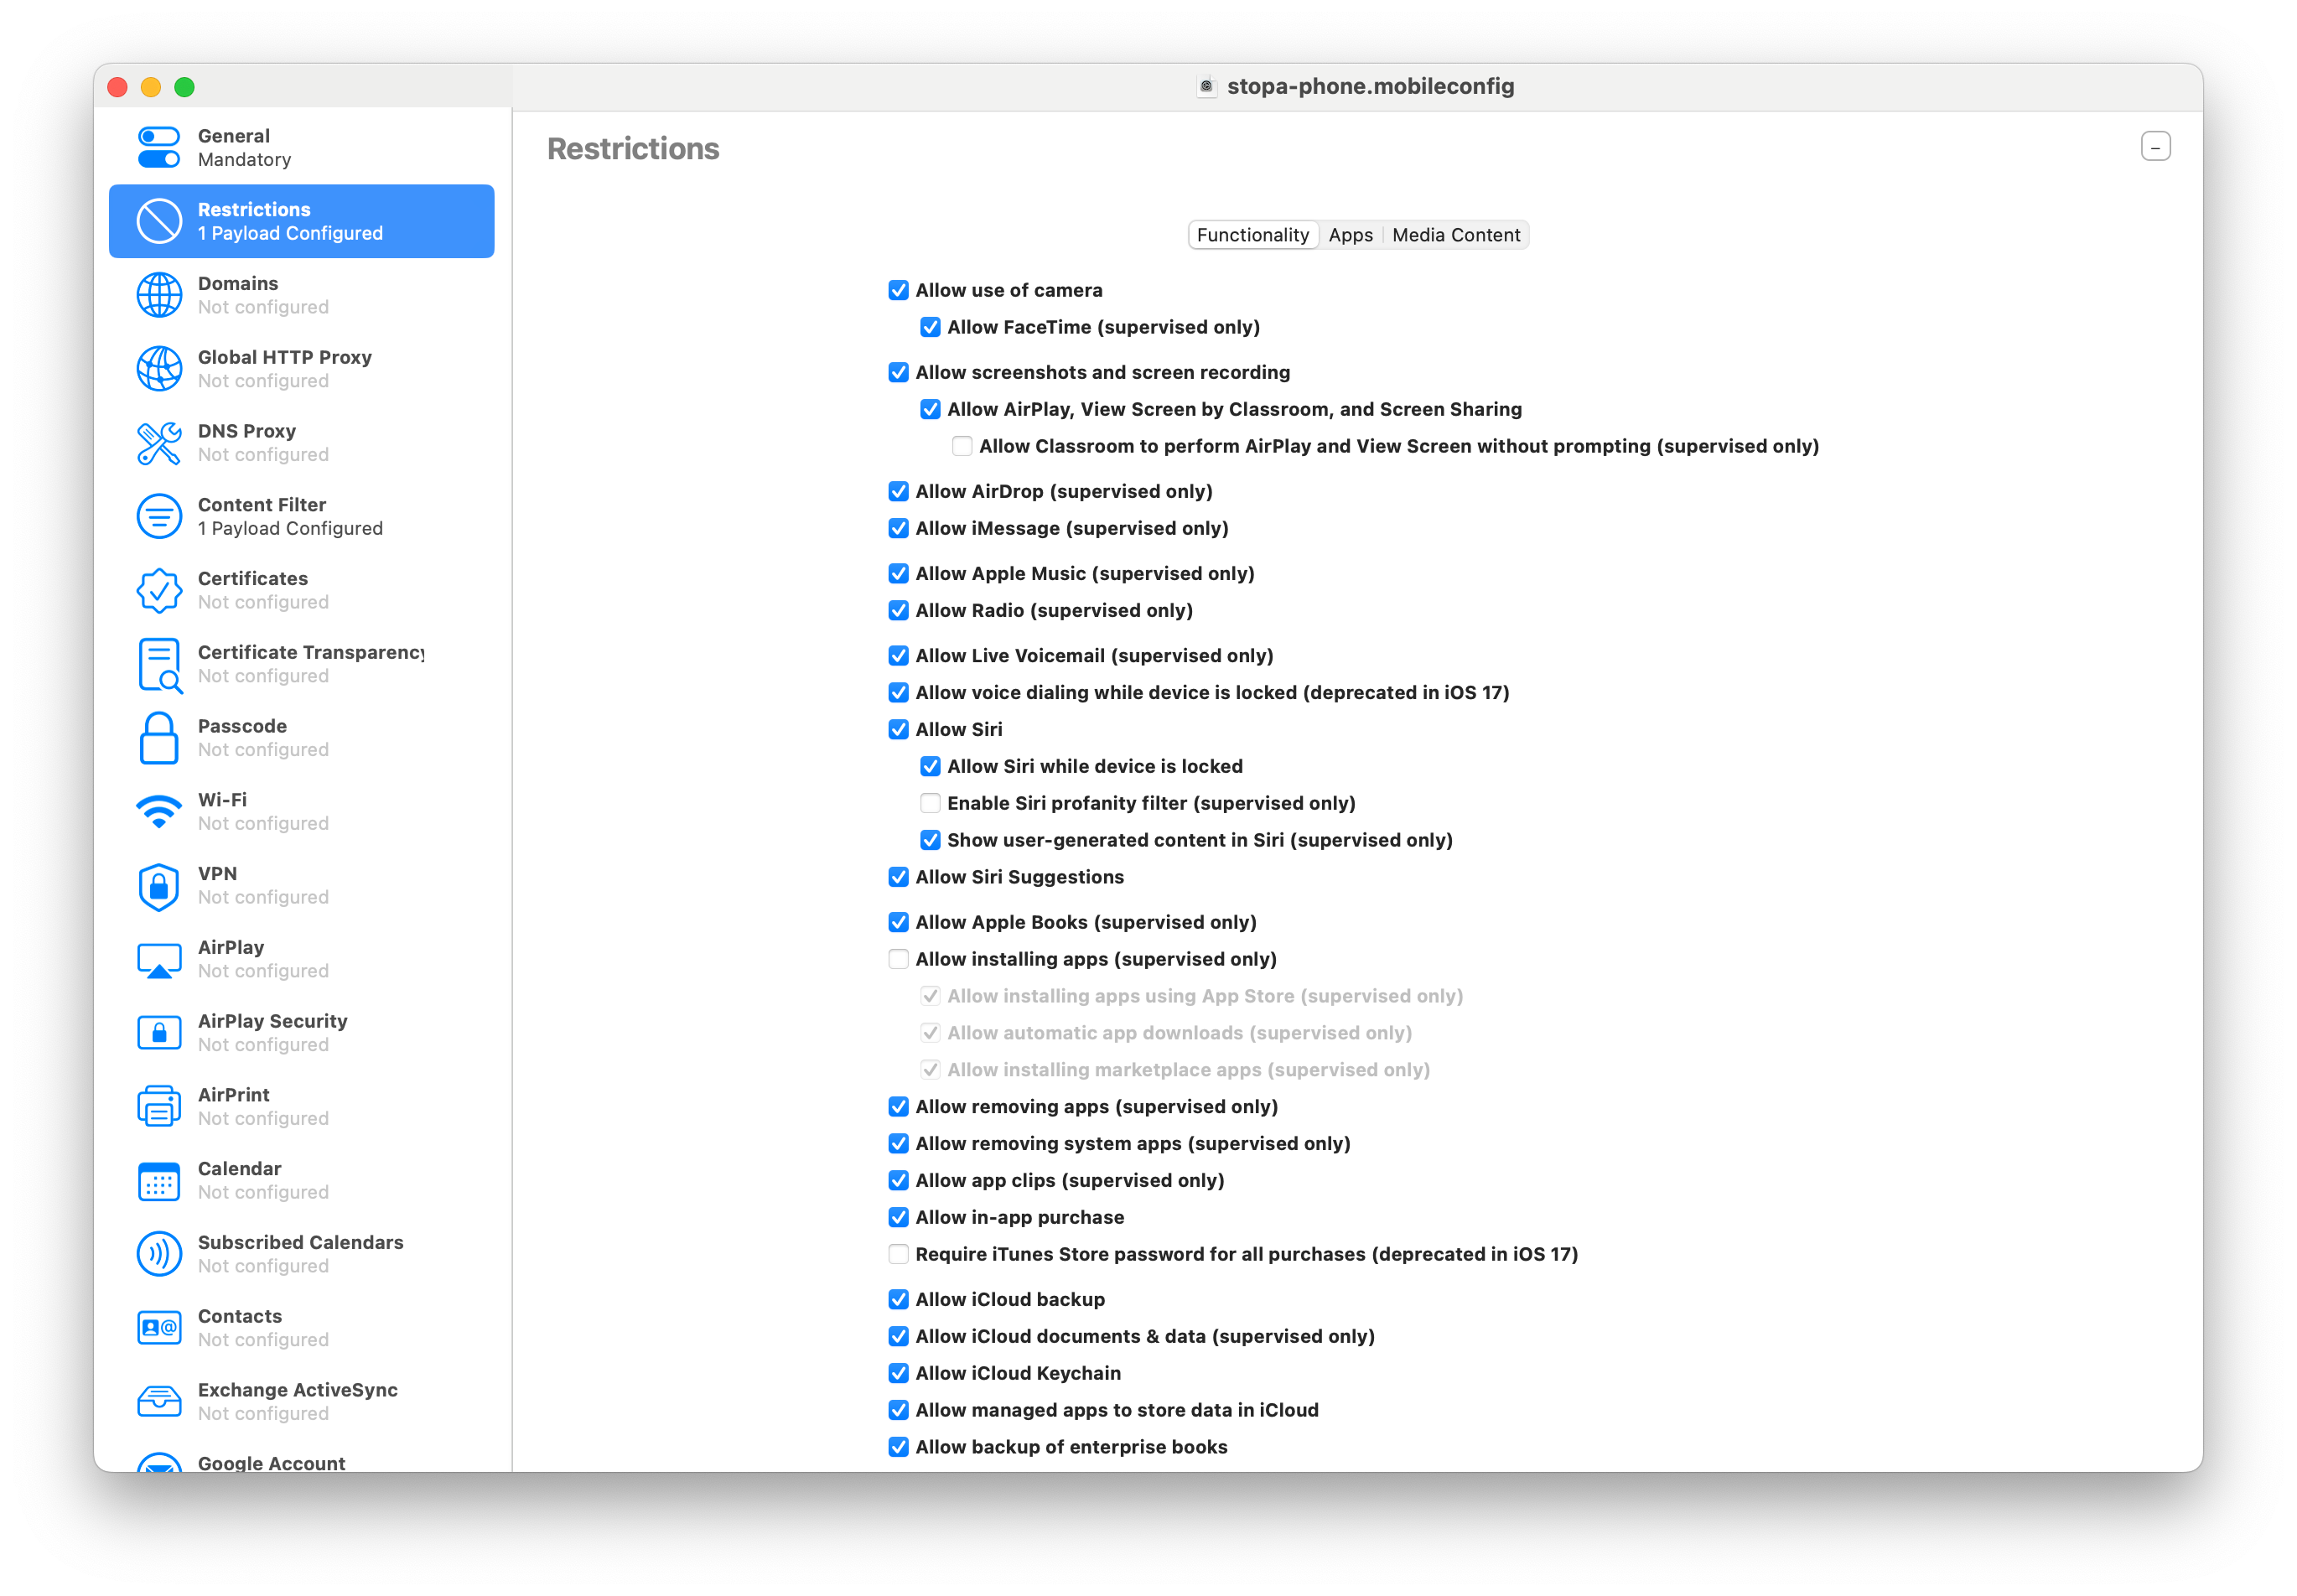 stopa-phone.mobileconfig
General
Mandatory
Restrictions
1 Payload Configured
Domains
Not configured
Global HTTP Proxy
Not configured
DNS Proxy
Not configured
Content Filter
1 Payload Configured
Certificates
Not configured
Certificate Transparency
Not configured
Passcode
Not configured
Wi-Fi
Not configured
VPN
Not configured
AirPlay
Not configured
AirPlay Security
Not configured
AirPrint
Not configured
Calendar
Not configured
Subscribed Calendars
Not configured
Contacts
Not configured
Exchange ActiveSync
Not configured
Google Account
Restrictions
Functionality Apps Media Content
Allow use of camera
Allow FaceTime (supervised only)
Allow screenshots and screen recording
Allow AirPlay, View Screen by Classroom, and Screen Sharing
Allow Classroom to perform AirPlay and View Screen without prompting (supervised only)
Allow AirDrop (supervised only)
Allow iMessage (supervised only)
Allow Apple Music (supervised only)
Allow Radio (supervised only)
Allow Live Voicemail (supervised only)
Allow voice dialing while device is locked (deprecated in iOS 17)
Allow Siri
Allow Siri while device is locked
Enable Siri profanity filter (supervised only)
Show user-generated content in Siri (supervised only)
Allow Siri Suggestions
Allow Apple Books (supervised only)
Allow installing apps (supervised only)
Allow installing apps using App Store (supervised only)
Allow automatic app downloads (supervised only)
Allow installing marketplace apps (supervised only)
Allow removing apps (supervised only)
Allow removing system apps (supervised only)
Allow app clips (supervised only)
Allow in-app purchase
Require iTunes Store password for all purchases (deprecated in iOS 17)
Allow iCloud backup
Allow iCloud documents & data (supervised only)
Allow iCloud Keychain
Allow managed apps to store data in iCloud
Allow backup of enterprise books